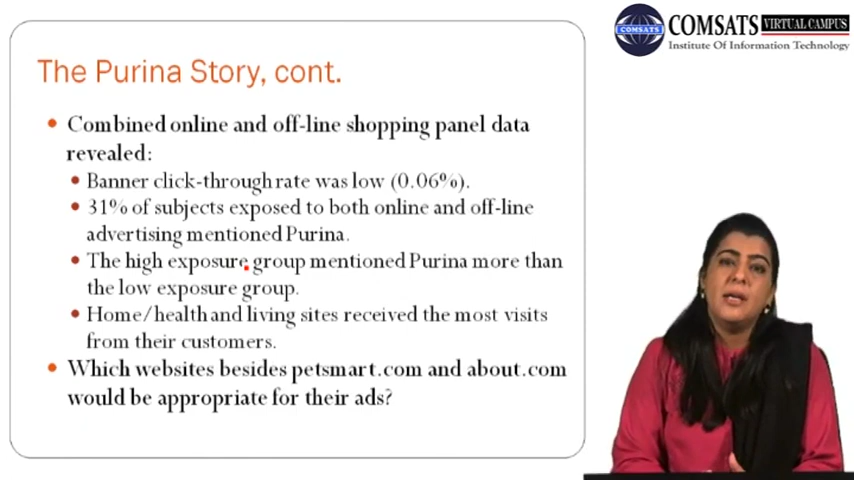 COMSATS
COMSATS VIRTUAL CAMPUS
Institute Of Information Technology
The Purina Story, cont.
Combined online and off-line shopping panel data
revealed:
Banner click-through rate was low (0.06%).
31% of subjects exposed to both online and off-line
advertising mentioned Purina.
The high exposure group mentioned Purina more than
the low exposure group.
Home/health and living sites received the most visits
from their customers.
Which websites besides petsmart.com and about.com
would be appropriate for their ads?